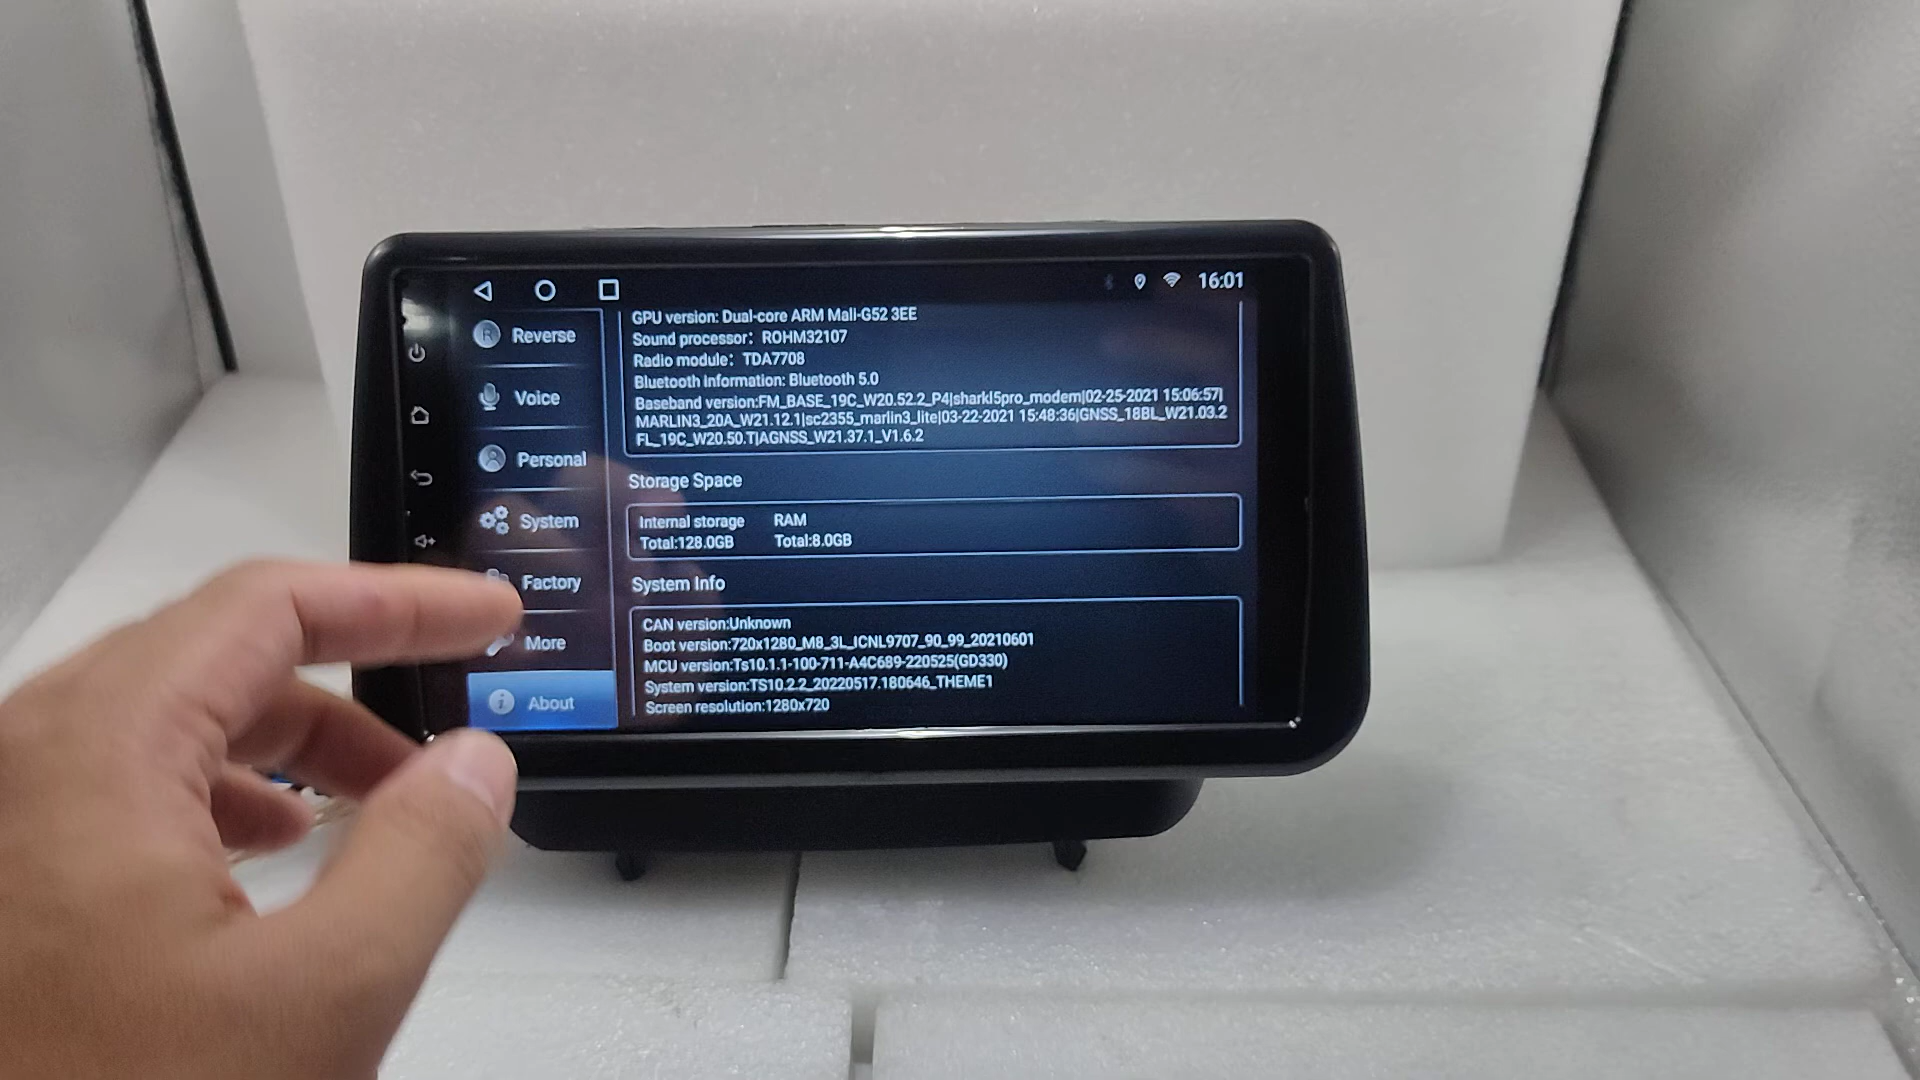 16:01
Reverse
Voice
Personal
System
Factory
More
About
GPU version: Dual-core ARM Mali-G52 3EE
Sound processor: ROHM32107
Radio module: TDA7708
Bluetooth information: Bluetooth 5.0
Baseband version:FM_BASE_19C_W20.52.2_P4|sharkl5pro_modem|02-25-2021 15:06:57|
MARLIN3_20A_W21.12.1|sc2355_marlin3_lite|03-22-2021 15:48:36|GNSS_18BL_W21.03.2
FL_19C_W20.50.T|AGNSS_W21.37.1_V1.6.2
Storage Space
Internal storage RAM
Total:128.0GB Total:8.0GB
System Info
CAN version:Unknown
Boot version:720x1280_M8_3L_ICNL9707_90_99_20210601
MCU version:Ts10.1.1-100-711-A4C689-220525(GD330)
System version:TS10.2.2_20220517.180646_THEME1
Screen resolution:1280x720